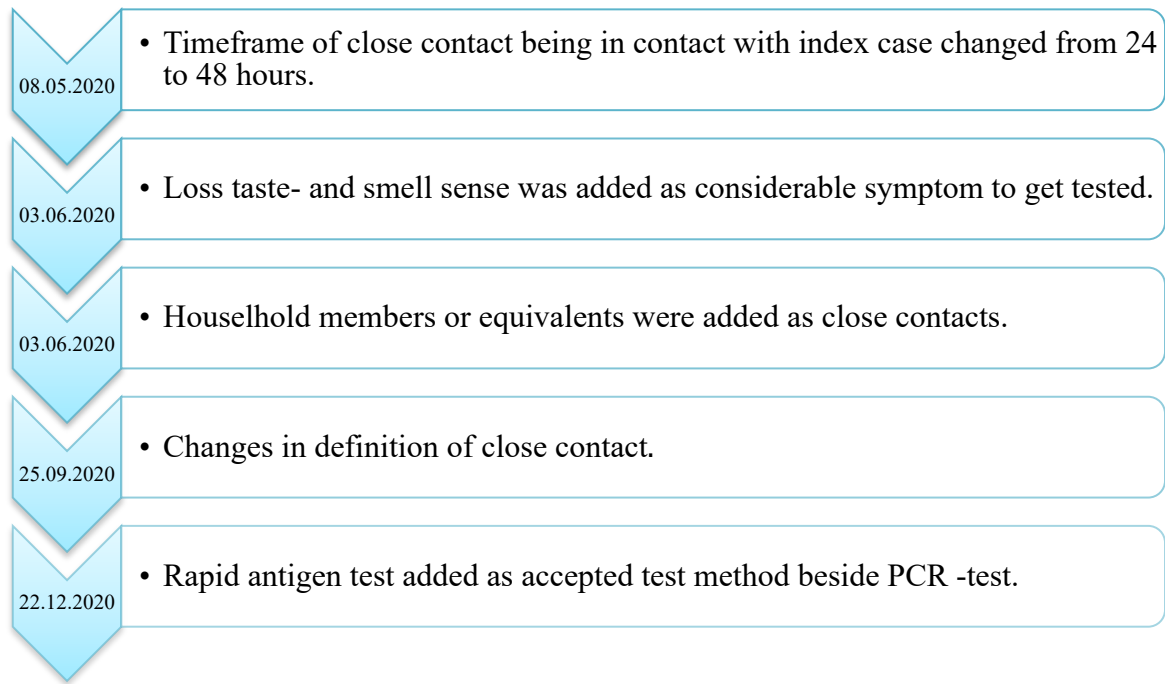 08.05.2020
• Timeframe of close contact being in contact with index case changed from 24
to 48 hours.
03.06.2020
• Loss taste- and smell sense was added as considerable symptom to get tested.
03.06.2020
• Houselhold members or equivalents were added as close contacts.
25.09.2020
• Changes in definition of close contact.
22.12.2020
• Rapid antigen test added as accepted test method beside PCR -test.